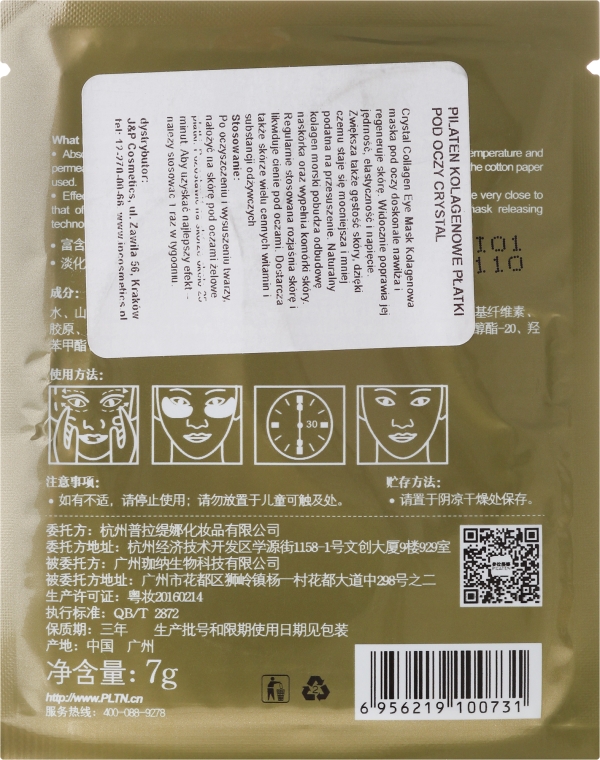 PILATEN KOLAGENOWE PŁATKI
POD OCZY CRYSTAL
Crystal Collagen Eye Mask Kolagenowa
maska pod oczy doskonale nawilża i
regeneruje skórę. Widocznie poprawia jej
jędrność, elastyczność i napięcie.
Zwiększa także gęstość skóry, dzięki
czemu staje się mocniejsza i mniej
podatna na przesuszenie. Naturalny
kolagen morski pobudza odbudowę
naskórka oraz wypełnia komórki skóry.
Regularnie stosowana rozjaśnia skórę i
likwiduje cienie pod oczami. Dostarcza
także skórze wielu cennych witamin i
substancji odżywczych
Stosowanie:
Po oczyszczeniu i wysuszeniu twarzy,
nałożyć na skórę pod oczami żelowe
minut. Aby uzyskać najlepszy efekt -
należy stosować 1 raz w tygodniu.
dystrybutor:
J&P Cosmetics, ul. Zawiła 56, Kraków
What
• Abso
emperature and
permea
the cotton paper
used.
• Effe
e very close to
that of
mask releasing
techno
• 富含
• 淡化
101
110
成分:
水、山
基纤维素、
胶原、
醇酯-20、羟
苯甲酯
使用方法:
30
注意事项:
• 如有不适，请停止使用；请勿放置于儿童可触及处。
贮存方法:
• 请置于阴凉干燥处保存。
委托方：杭州普拉缇娜化妆品有限公司
委托方地址：杭州经济技术开发区学源街1158-1号文创大厦9楼929室
被委托方：广州珈纳生物科技有限公司
被委托方地址：广州市花都区狮岭镇杨一村花都大道中298号之二
生产许可证：粤妆20160214
执行标准：QB/T 2872
保质期：三年 生产批号和限期使用日期见包装
产地：中国 广州
净含量：7g
http://www.PLTN.cn
服务热线：400-088-9278
6 956219 100731